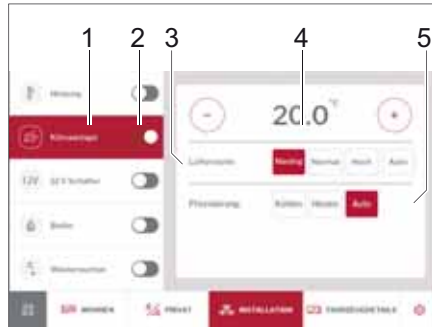 1 2 3 4 5
Heizung
− 20.0 °C +
Klimaanlage
Lüfterstufe: Niedrig Normal Hoch Auto
12V 12 V Schalter
Priorisierung: Kühlen Heizen Auto
Boiler
Wassersystem
WOHNEN PRIVAT INSTALLATION FAHRZEUGDETAILS